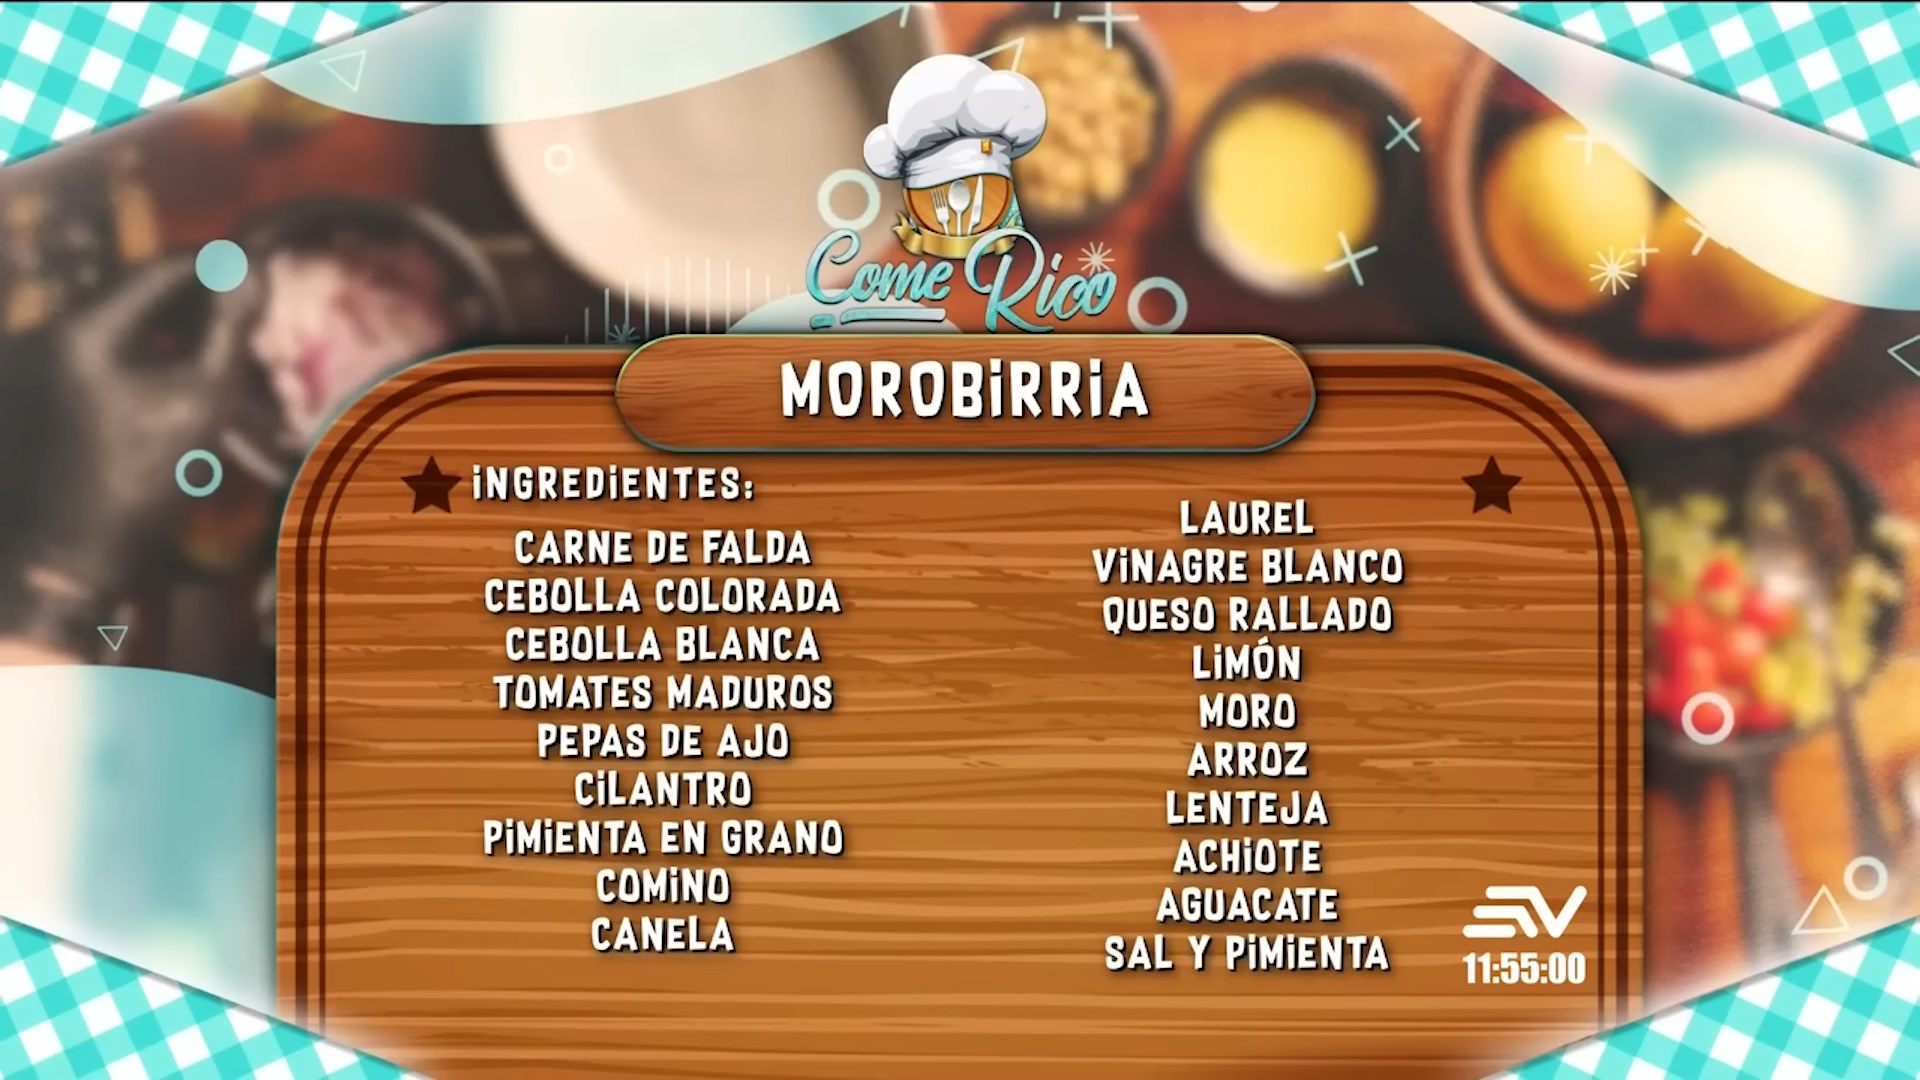 Come Rico
MOROBiRRiA
iNGREDiENTES:
CARNE DE FALDA
CEBOLLA COLORADA
CEBOLLA BLANCA
TOMATES MADUROS
PEPAS DE AJO
CiLANTRO
PiMiENTA EN GRANO
COMiNO
CANELA
LAUREL
ViNAGRE BLANCO
QUESO RALLADO
LiMÓN
MORO
ARROZ
LENTEJA
ACHiOTE
AGUACATE
SAL Y PiMiENTA
11:55:00